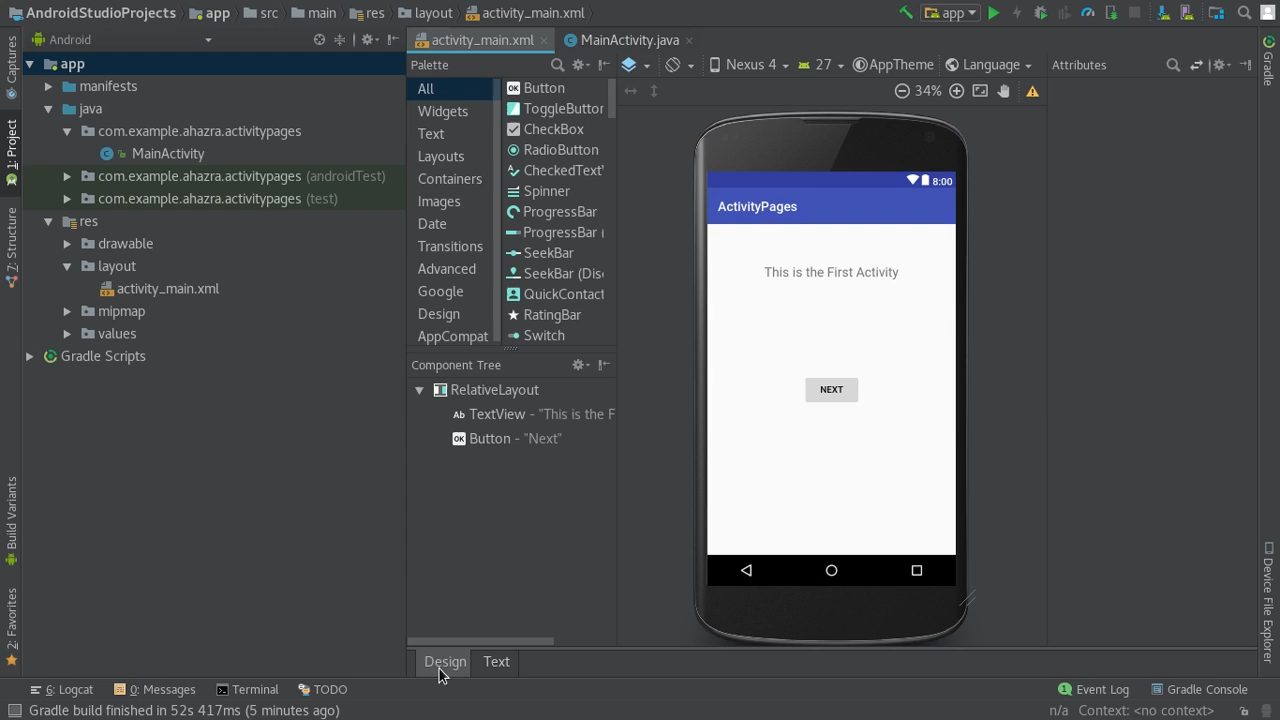 AndroidStudioProjects app src main res layout activity_main.xml app
Android activity_main.xml MainActivity.java
Palette Nexus 4 27 AppTheme Language Attributes
34%
app
manifests
java
com.example.ahazra.activitypages
MainActivity
com.example.ahazra.activitypages (androidTest)
com.example.ahazra.activitypages (test)
res
drawable
layout
activity_main.xml
mipmap
values
Gradle Scripts
All
Widgets
Text
Layouts
Containers
Images
Date
Transitions
Advanced
Google
Design
AppCompat
OK Button
ToggleButton
CheckBox
RadioButton
CheckedText
Spinner
ProgressBar
ProgressBar (
SeekBar
SeekBar (Disc
QuickContact
RatingBar
Switch
Component Tree
RelativeLayout
Ab TextView - "This is the F
OK Button - "Next"
8:00
ActivityPages
This is the First Activity
NEXT
Design Text
Captures
1: Project
7: Structure
Build Variants
2: Favorites
Gradle
Device File Explorer
6: Logcat 0: Messages Terminal TODO 1 Event Log Gradle Console
Gradle build finished in 52s 417ms (5 minutes ago) n/a Context: <no context>